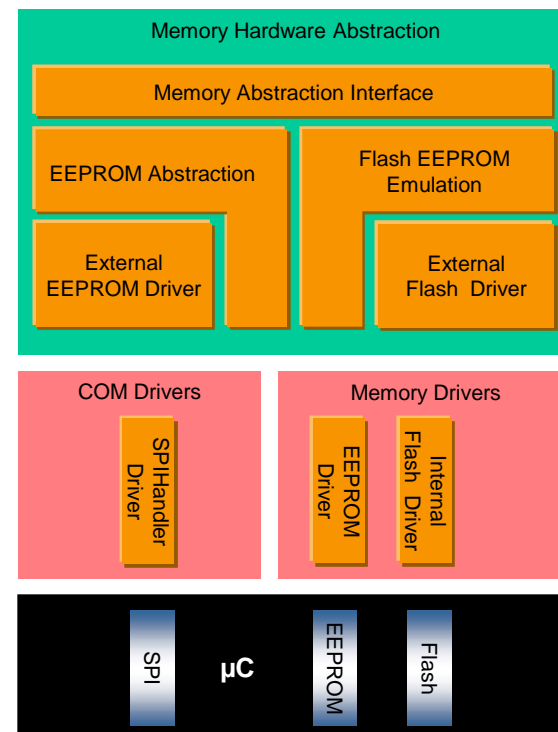 Memory Hardware Abstraction
Memory Abstraction Interface
EEPROM Abstraction
Flash EEPROM
Emulation
External
EEPROM Driver
External
Flash Driver
COM Drivers
SPIHandler
Driver
Memory Drivers
EEPROM
Driver
Internal
Flash Driver
SPI
µC
EEPROM
Flash